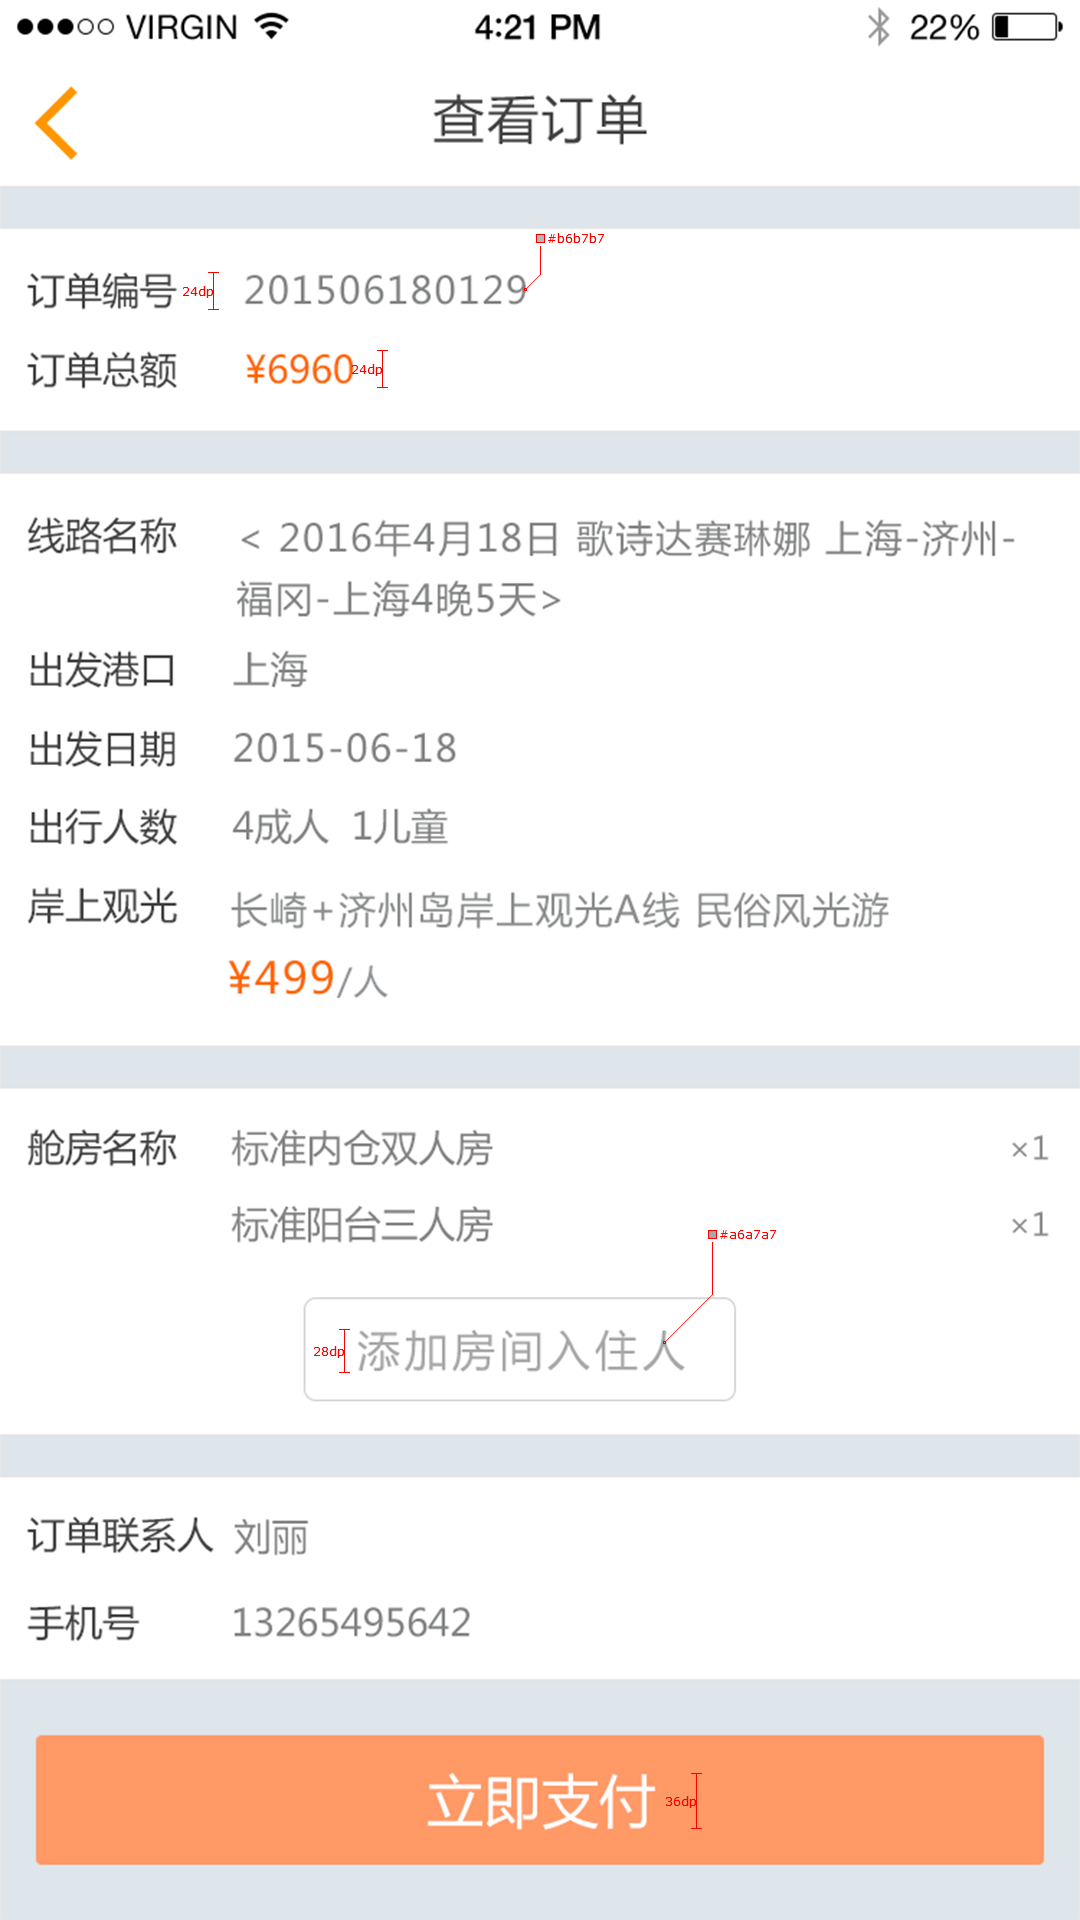 VIRGIN 4:21 PM 22%
查看订单
#b6b7b7
订单编号 24dp 201506180129
订单总额 ¥6960 24dp
线路名称 < 2016年4月18日 歌诗达赛琳娜 上海-济州-
福冈-上海4晚5天>
出发港口 上海
出发日期 2015-06-18
出行人数 4成人 1儿童
岸上观光 长崎+济州岛岸上观光A线 民俗风光游
¥499/人
舱房名称 标准内仓双人房 ×1
标准阳台三人房 ×1
#a6a7a7
28dp 添加房间入住人
订单联系人 刘丽
手机号 13265495642
立即支付 36dp